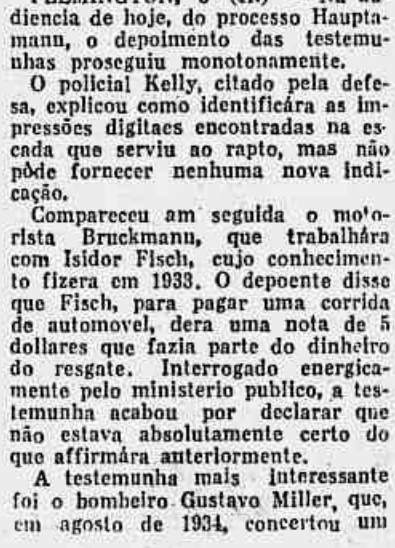 diencia de hoje, do processo Haupta-
mann, o depoimento das testemu-
nhas proseguiu monotonamente.
O policial Kelly, citado pela defe-
sa, explicou como identificára as im-
pressões digitaes encontradas na es-
cada que serviu ao rapto, mas não
pôde fornecer nenhuma nova indi-
cação.
Compareceu am seguida o moto-
rista Bruckmann, que trabalhára
com Isidor Fisch, cujo conhecimen-
to fizera em 1933. O depoente disse
que Fisch, para pagar uma corrida
de automovel, dera uma nota de 5
dollares que fazia parte do dinheiro
do resgate. Interrogado energica-
mente pelo ministerio publico, a tes-
temunha acabou por declarar que
não estava absolutamente certo do
que affirmára anteriormente.
A testemunha mais interessante
foi o bombeiro Gustavo Miller, que,
em agosto de 1934, concertou um